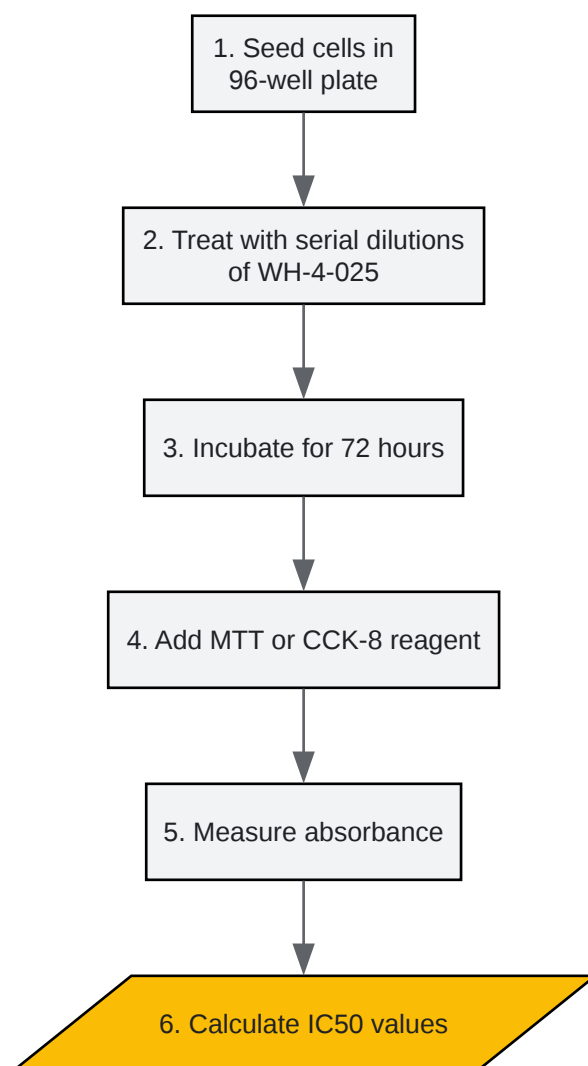 1. Seed cells in
96-well plate
2. Treat with serial dilutions
of WH-4-025
3. Incubate for 72 hours
4. Add MTT or CCK-8 reagent
5. Measure absorbance
6. Calculate IC50 values